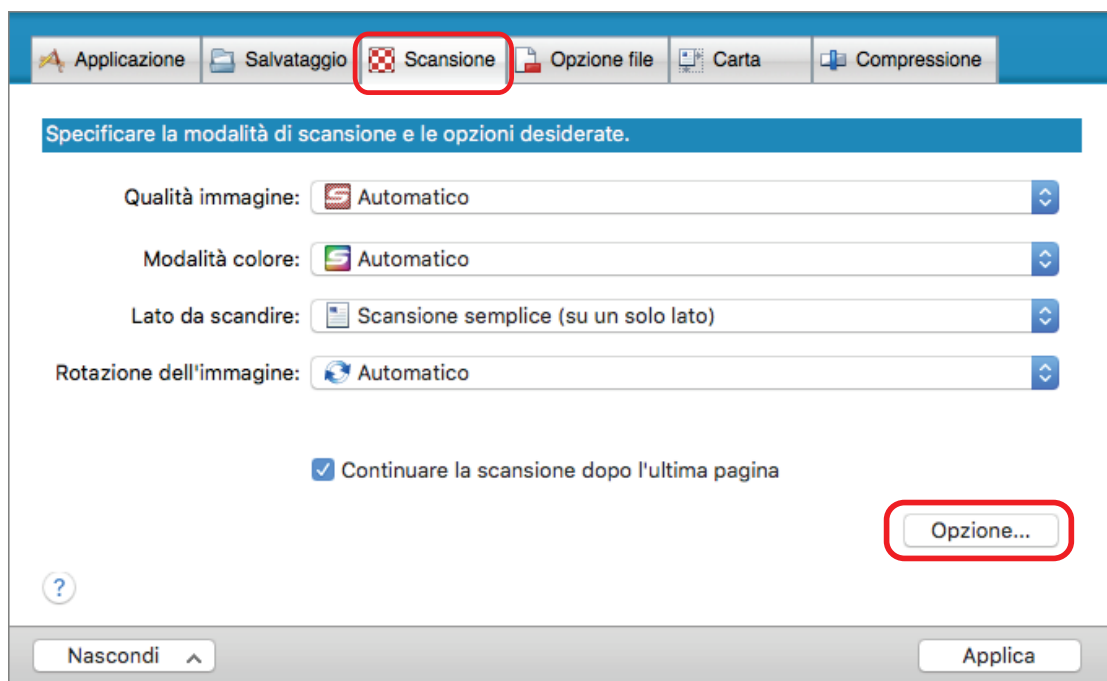 Applicazione Salvataggio Scansione Opzione file Carta Compressione
Specificare la modalità di scansione e le opzioni desiderate.
Qualità immagine: Automatico
Modalità colore: Automatico
Lato da scandire: Scansione semplice (su un solo lato)
Rotazione dell'immagine: Automatico
Continuare la scansione dopo l'ultima pagina
Opzione...
?
Nascondi Applica